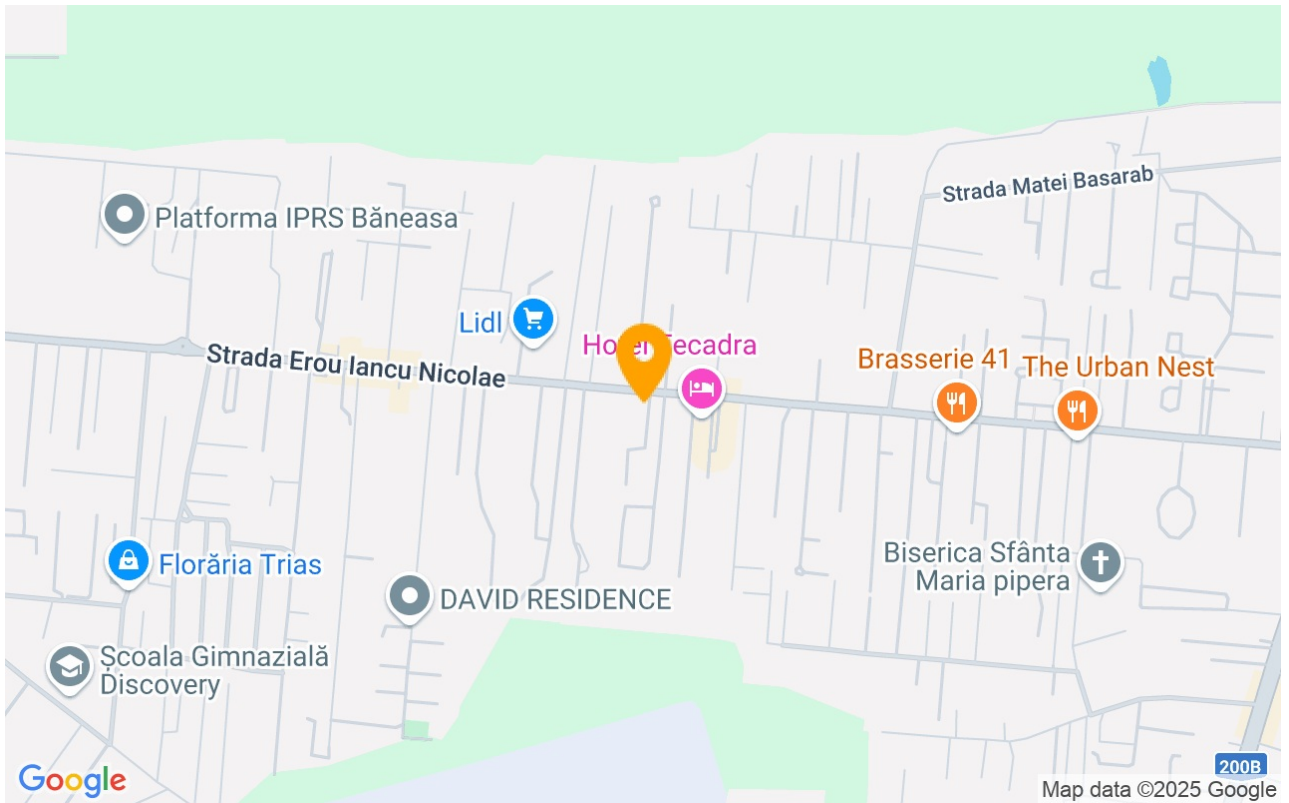 Strada Matei Basarab
Platforma IPRS Băneasa
Lidl
Strada Erou Iancu Nicolae
Brasserie 41
The Urban Nest
Biserica Sfânta
Maria pipera
Florăria Trias
DAVID RESIDENCE
Școala Gimnazială
Discovery
200B
Google
Map data ©2025 Google